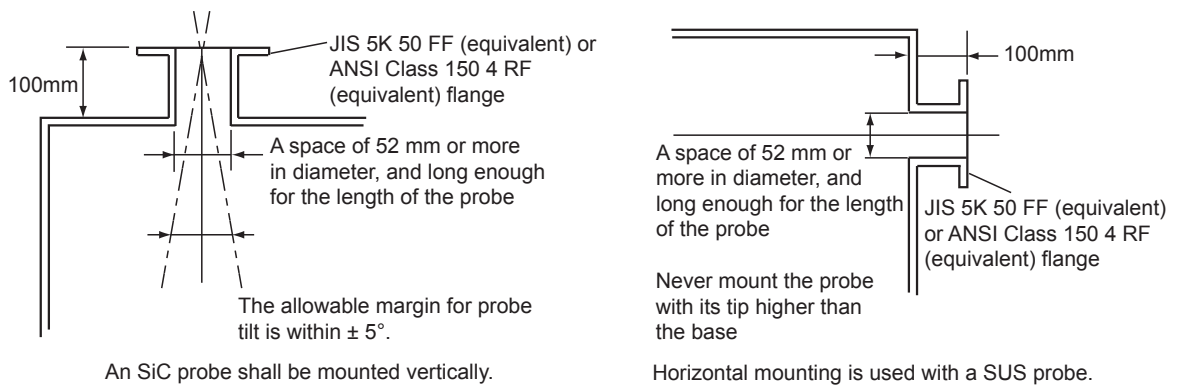 100mm
JIS 5K 50 FF (equivalent) or
ANSI Class 150 4 RF
(equivalent) flange
A space of 52 mm or more
in diameter, and long enough
for the length of the probe
The allowable margin for probe
tilt is within ± 5°.
An SiC probe shall be mounted vertically.
100mm
A space of 52 mm or
more in diameter, and
long enough for the length
of the probe
JIS 5K 50 FF (equivalent)
or ANSI Class 150 4 RF
(equivalent) flange
Never mount the probe
with its tip higher than
the base
Horizontal mounting is used with a SUS probe.